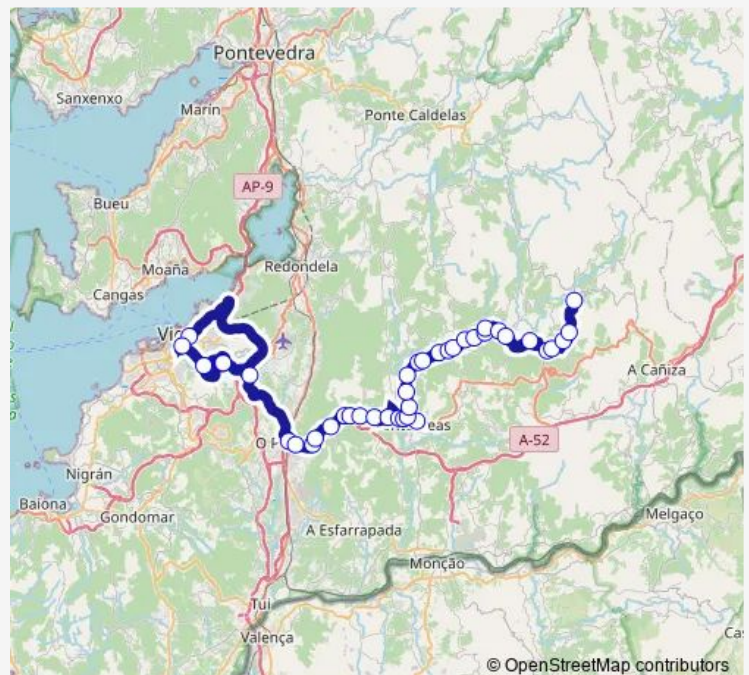 Pontevedra
Sanxenxo
Marín
Ponte Caldelas
AP-9
Bueu
Redondela
Moaña
Cangas
A Cañiza
A-52
Nigrán
Baiona
Gondomar
Melgaço
A Esfarrapada
Monção
Tui
Valença
© OpenStreetMap contributors